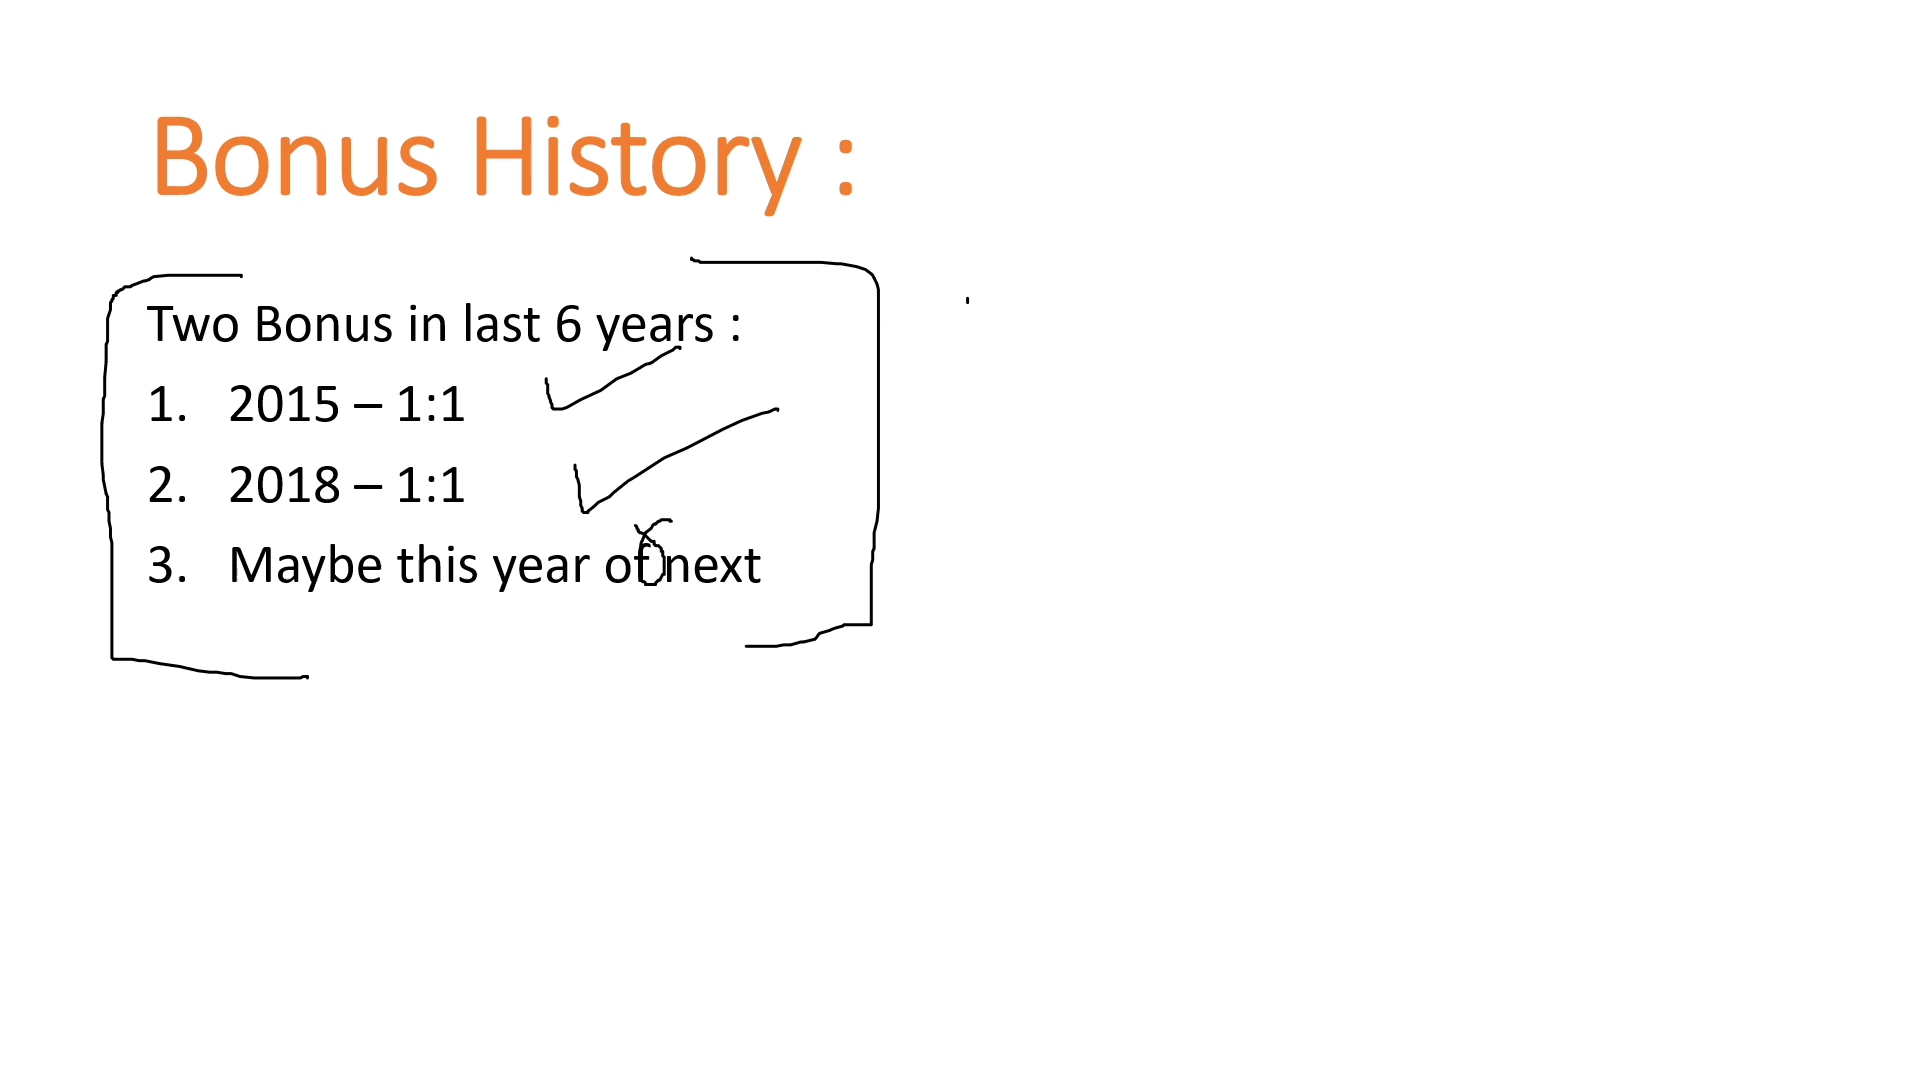 Bonus History :
Two Bonus in last 6 years :
1. 2015 – 1:1
2. 2018 – 1:1
3. Maybe this year of next